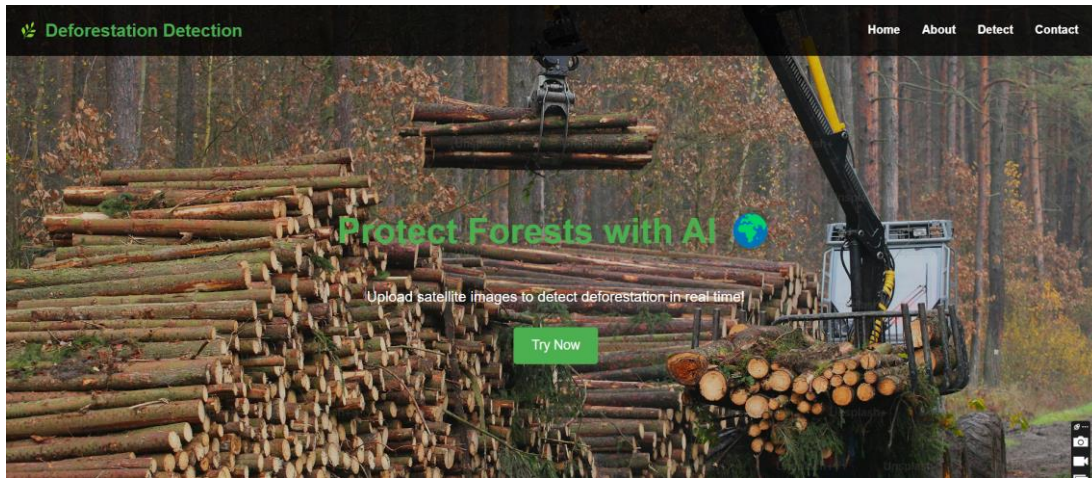 Deforestation Detection
Home About Detect Contact
Protect Forests with AI 🌍
Upload satellite images to detect deforestation in real time!
Try Now
Unsplash+